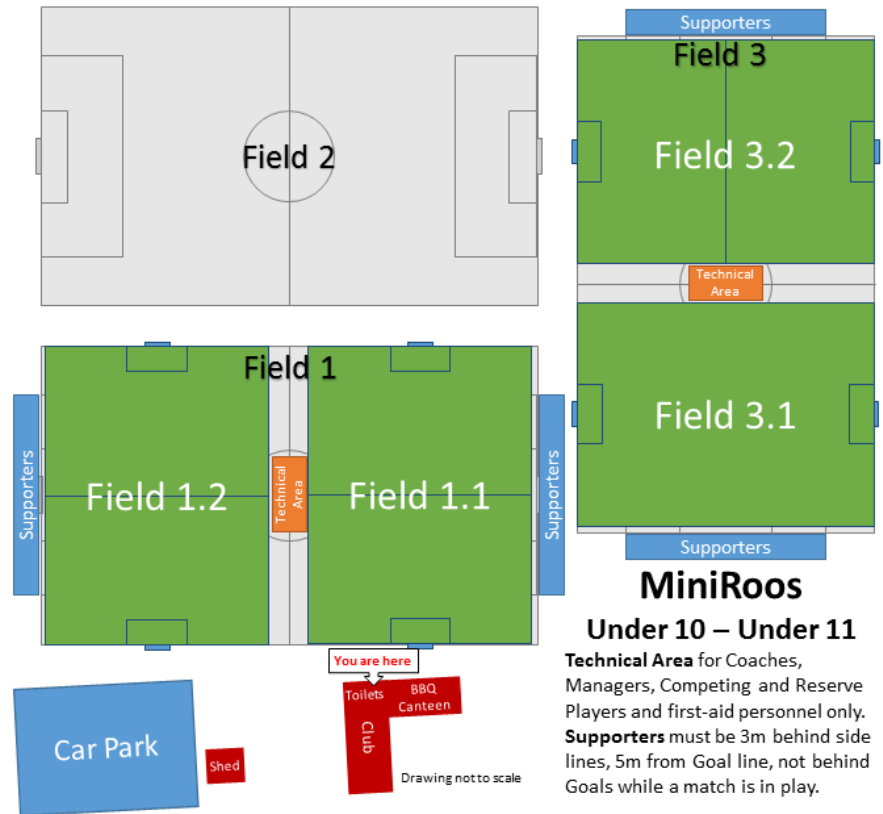 Supporters
Field 3
Field 2
Field 3.2
Technical
Area
Field 1
Field 3.1
Supporters
Field 1.2
Technical
Area
Field 1.1
Supporters
Supporters
MiniRoos
Under 10 – Under 11
You are here
Technical Area for Coaches,
Managers, Competing and Reserve
Players and first-aid personnel only.
Supporters must be 3m behind side
lines, 5m from Goal line, not behind
Goals while a match is in play.
Toilets
BBQ
Canteen
Club
Car Park
Shed
Drawing not to scale